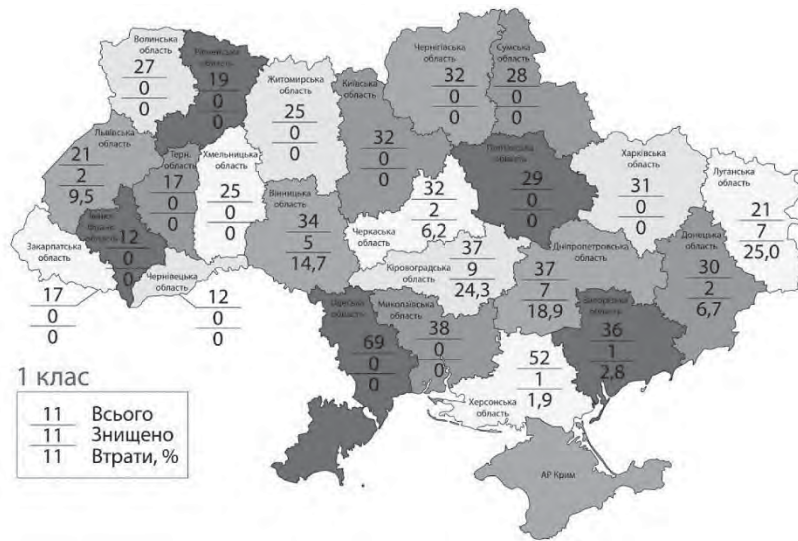 Волинська
область
27
0
0
Рівненська
область
19
0
0
Житомирська
область
25
0
0
Київська
область
32
0
0
Чернігівська
область
32
0
0
Сумська
область
28
0
0
Львівська
область
21
2
9,5
Терн.
область
17
0
0
Хмельницька
область
25
0
0
Вінницька
область
34
5
14,7
Черкаська
область
32
2
6,2
Полтавська
область
29
0
0
Харківська
область
31
0
0
Луганська
область
21
7
25,0
Закарпатська
область
17
0
0
Івано-
Франк.
область
12
0
0
Чернівецька
область
12
0
0
Кіровоградська
область
37
9
24,3
Дніпропетровська
область
37
7
18,9
Донецька
область
30
2
6,7
Одеська
область
69
0
0
Миколаївська
область
38
0
0
Херсонська
область
52
1
1,9
Запорізька
область
36
1
2,8
АР Крим
1 клас
11 Всього
11 Знищено
11 Втрати, %